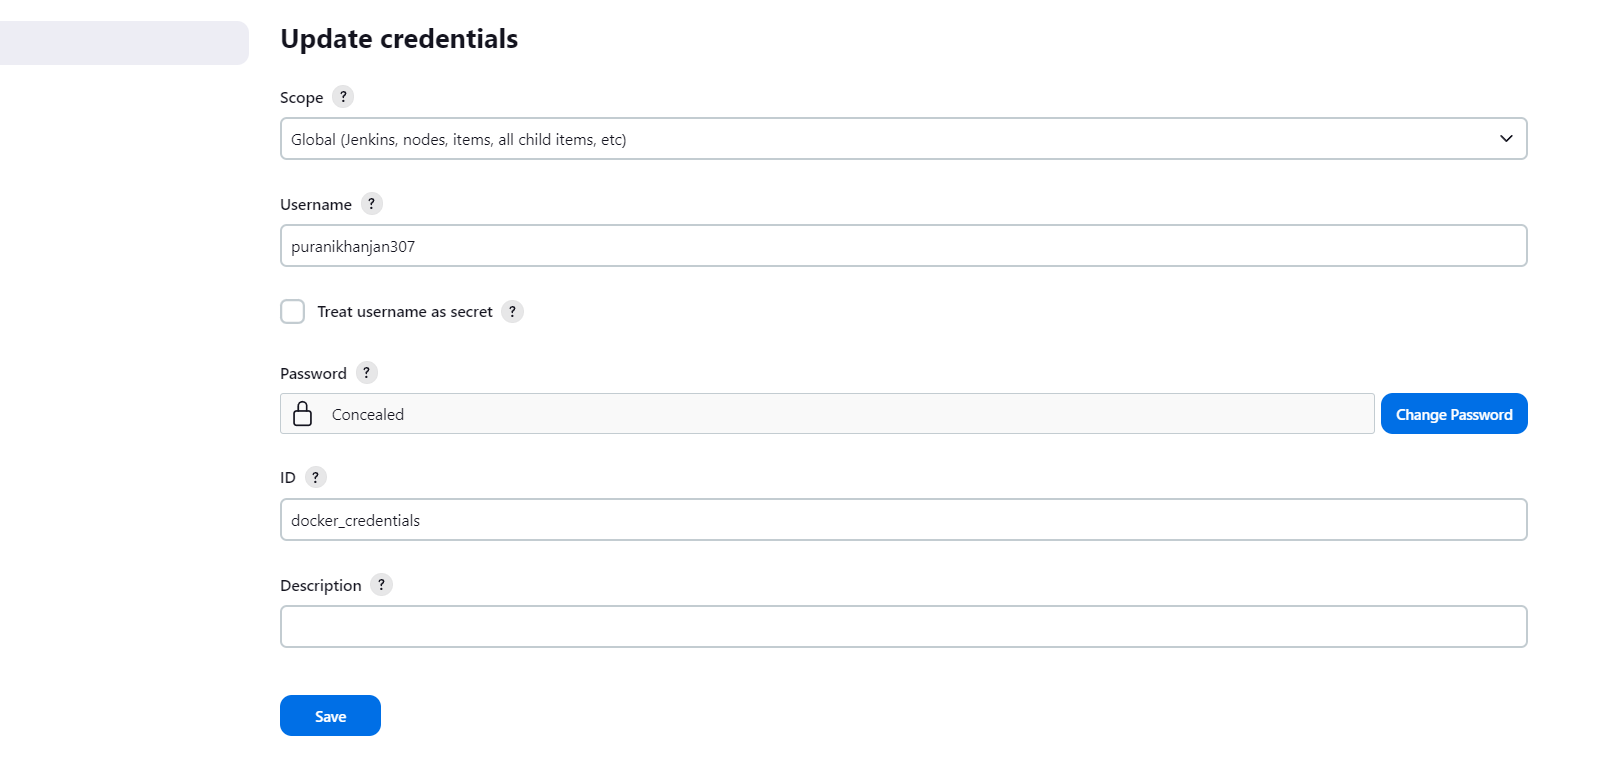 Update credentials
Scope ?
Global (Jenkins, nodes, items, all child items, etc)
Username ?
puranikhanjan307
Treat username as secret ?
Password ?
Concealed
Change Password
ID ?
docker_credentials
Description ?
Save